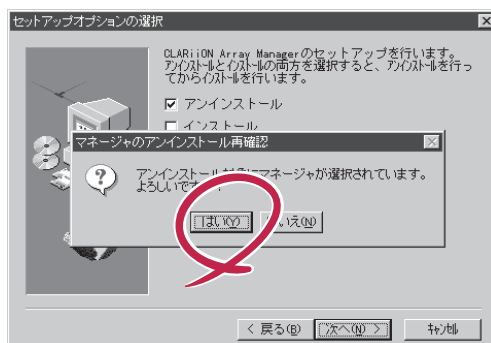 セットアップオプションの選択
CLARiiON Array Managerのセットアップを行います。
アンインストールとインストールの両方を選択すると、アンインストールを行っ
てからインストールを行います。
アンインストール
インストール
マネージャのアンインストール再確認
アンインストール マネージャが選択されています。
よろしいで
はい(Y)
いいえ(N)
< 戻る(B)
次へ(N) >
キャンセル